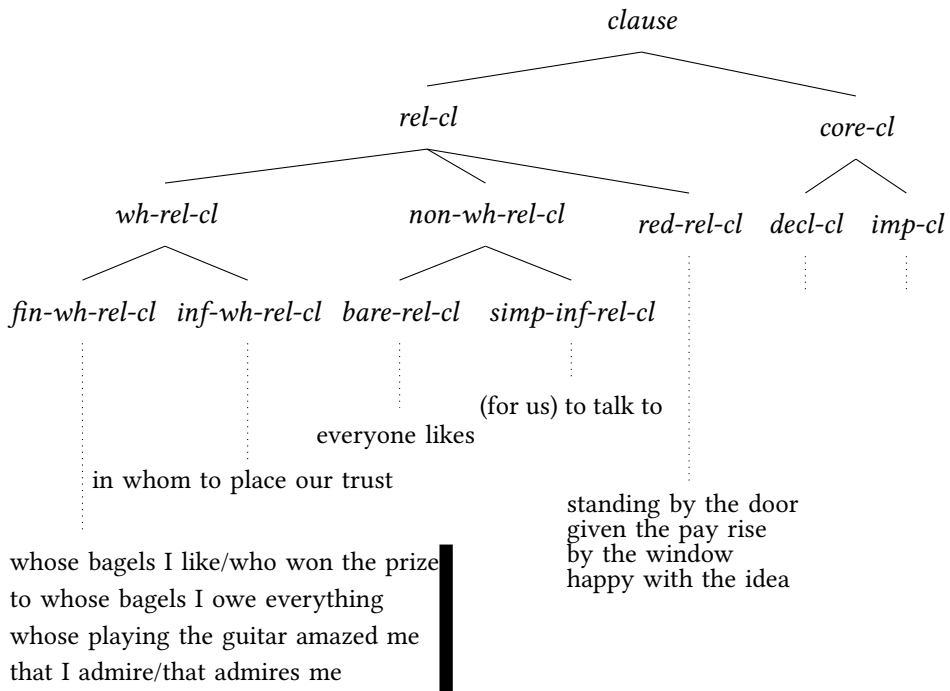 clause
rel-cl
core-cl
wh-rel-cl
non-wh-rel-cl
red-rel-cl
decl-cl
imp-cl
fin-wh-rel-cl
inf-wh-rel-cl
bare-rel-cl
simp-inf-rel-cl
(for us) to talk to
everyone likes
in whom to place our trust
standing by the door
given the pay rise
by the window
happy with the idea
whose bagels I like/who won the prize
to whose bagels I owe everything
whose playing the guitar amazed me
that I admire/that admires me